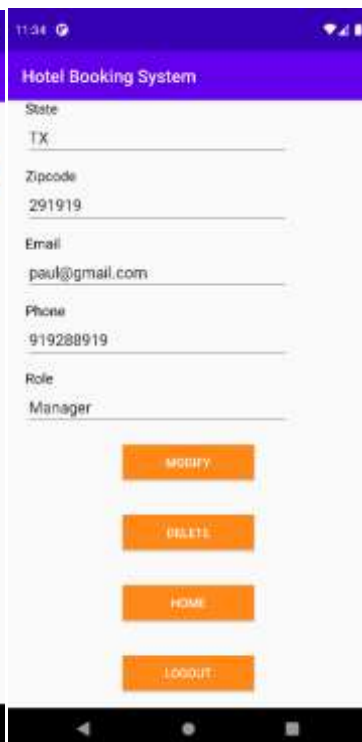 11:34
Hotel Booking System
State
TX
Zipcode
291919
Email
paul@gmail.com
Phone
919288919
Role
Manager
MODIFY
DELETE
HOME
LOGOUT